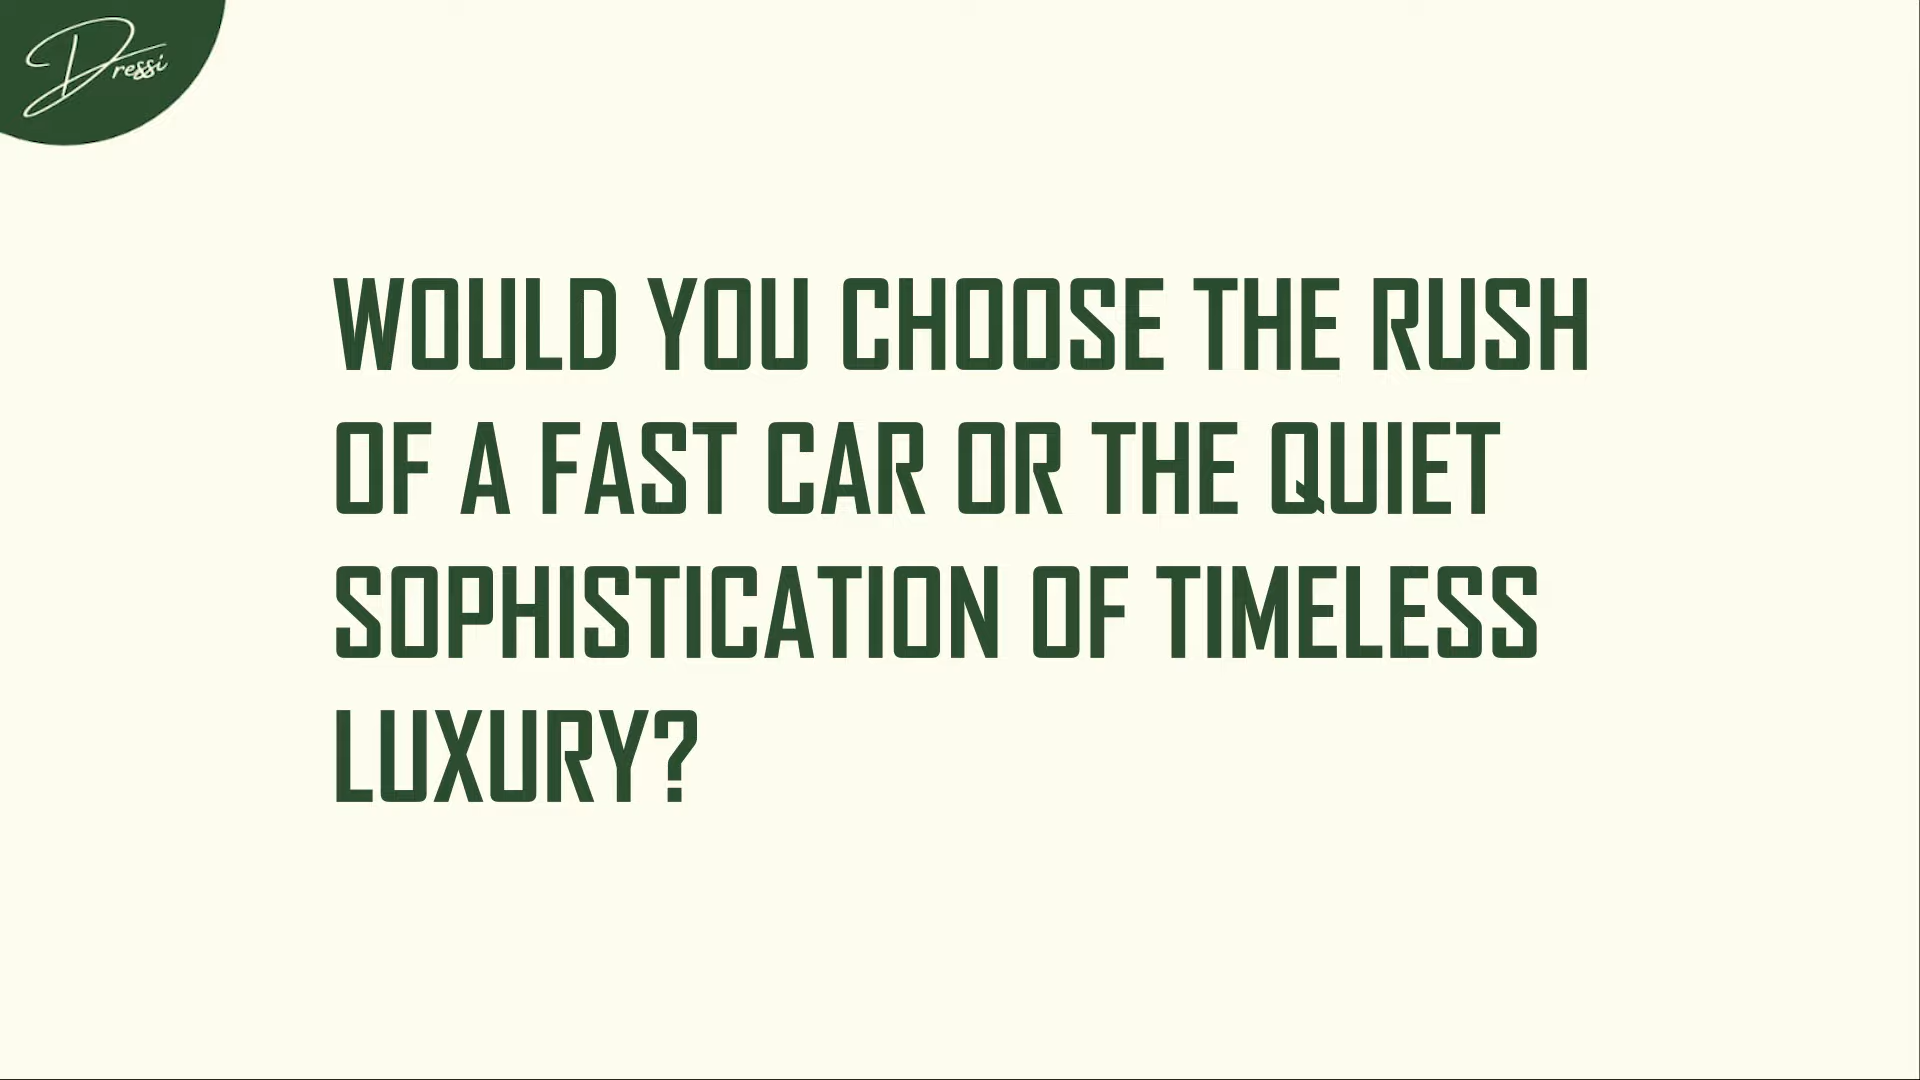 Dressi
WOULD YOU CHOOSE THE RUSH
OF A FAST CAR OR THE QUIET
SOPHISTICATION OF TIMELESS
LUXURY?